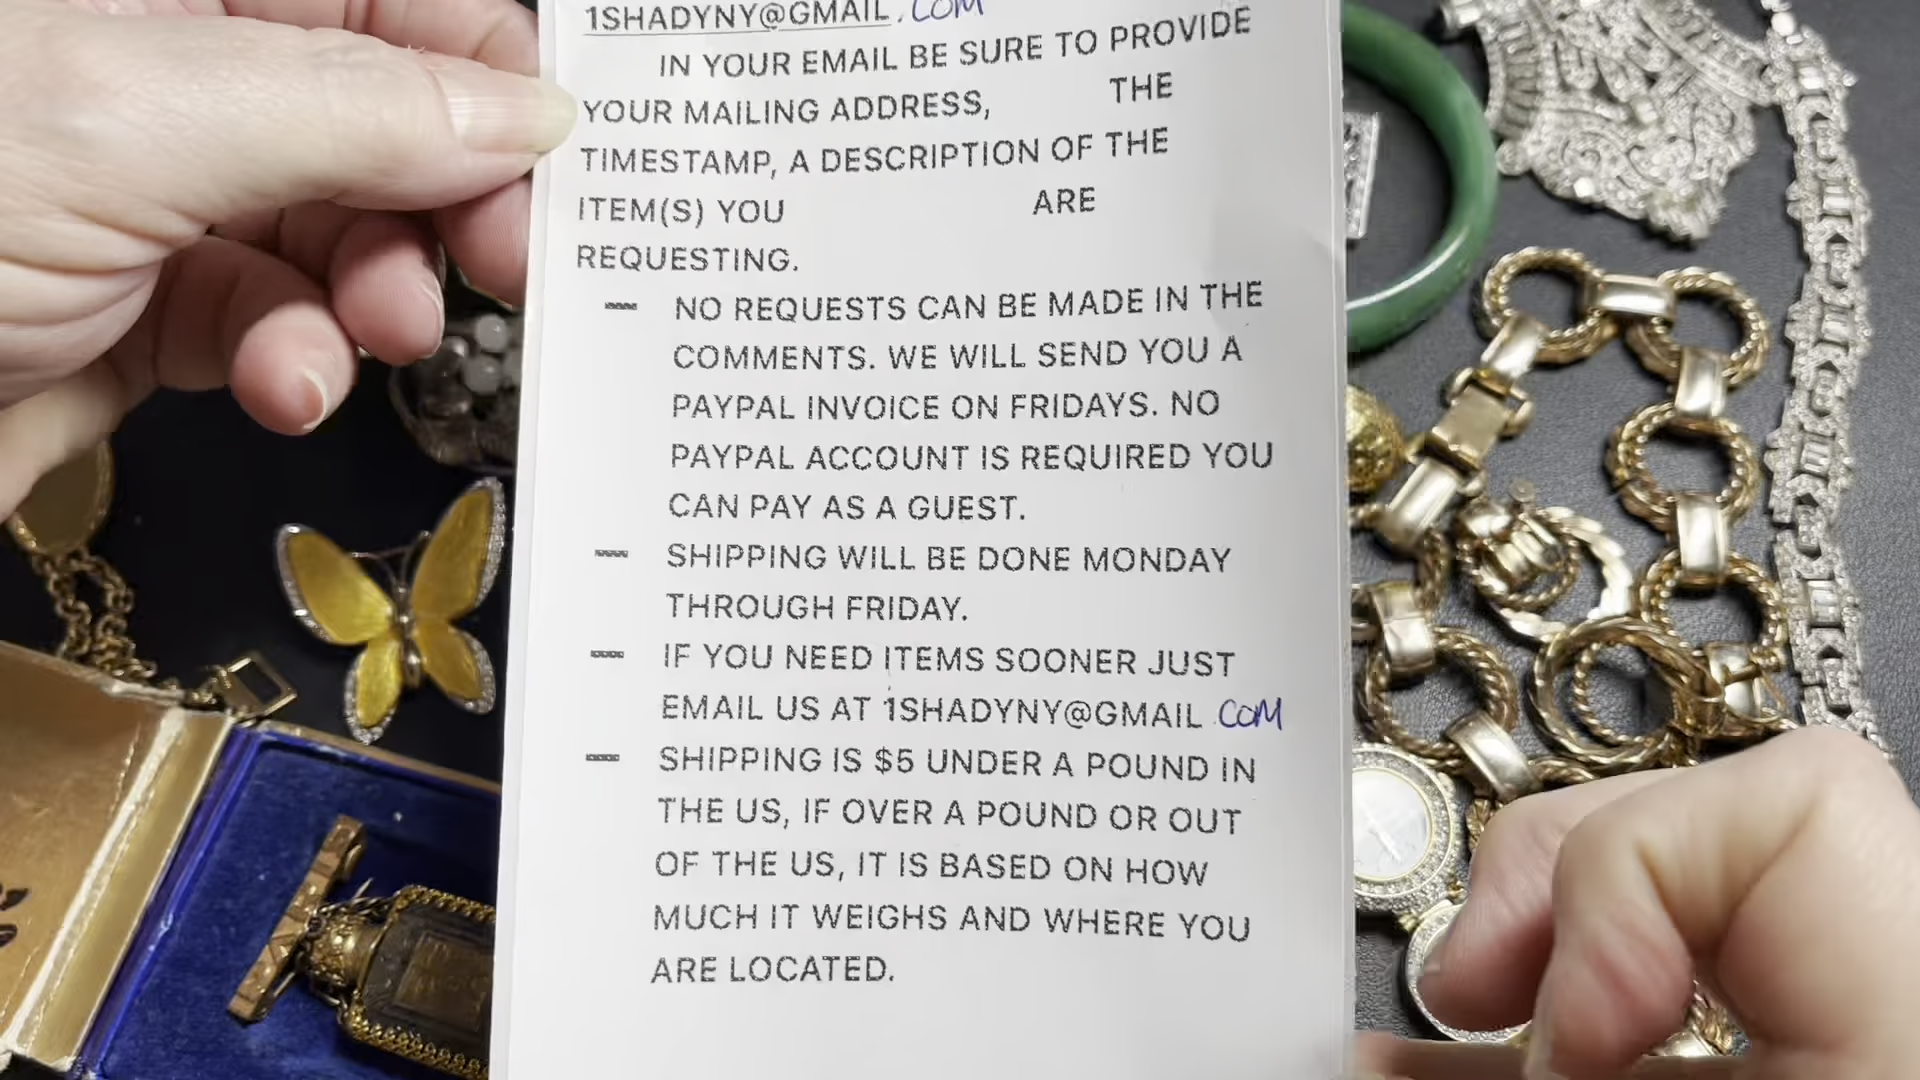 1SHADYNY@GMAIL.COM
IN YOUR EMAIL BE SURE TO PROVIDE
YOUR MAILING ADDRESS, THE
TIMESTAMP, A DESCRIPTION OF THE
ITEM(S) YOU ARE
REQUESTING.
— NO REQUESTS CAN BE MADE IN THE
COMMENTS. WE WILL SEND YOU A
PAYPAL INVOICE ON FRIDAYS. NO
PAYPAL ACCOUNT IS REQUIRED YOU
CAN PAY AS A GUEST.
— SHIPPING WILL BE DONE MONDAY
THROUGH FRIDAY.
— IF YOU NEED ITEMS SOONER JUST
EMAIL US AT 1SHADYNY@GMAIL.COM
— SHIPPING IS $5 UNDER A POUND IN
THE US, IF OVER A POUND OR OUT
OF THE US, IT IS BASED ON HOW
MUCH IT WEIGHS AND WHERE YOU
ARE LOCATED.